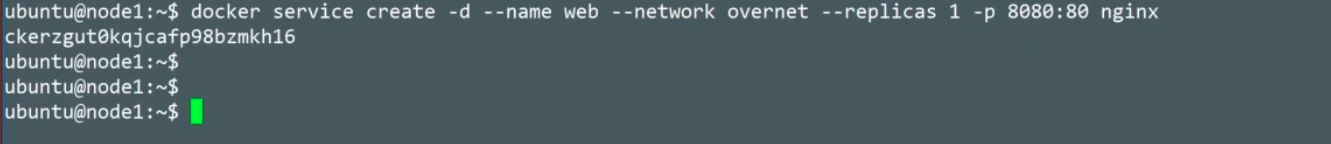 ubuntu@node1:~$ docker service create -d --name web --network overnet --replicas 1 -p 8080:80 nginx
ckerzgut0kqjcafp98bzmkh16
ubuntu@node1:~$
ubuntu@node1:~$
ubuntu@node1:~$